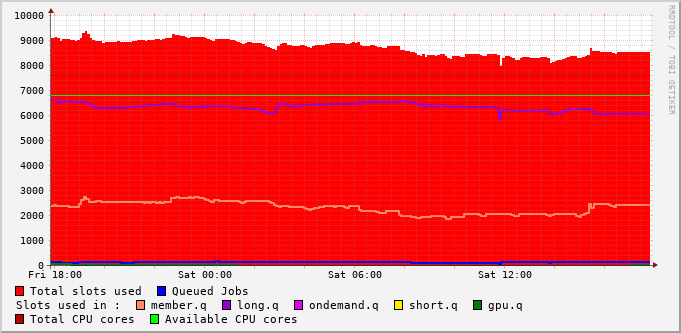 10000
9000
8000
7000
6000
5000
4000
3000
2000
1000
0
Fri 18:00 Sat 00:00 Sat 06:00 Sat 12:00
RRDTOOL / TOBI OETIKER
Total slots used Queued Jobs
Slots used in : member.q long.q ondemand.q short.q gpu.q
Total CPU cores Available CPU cores